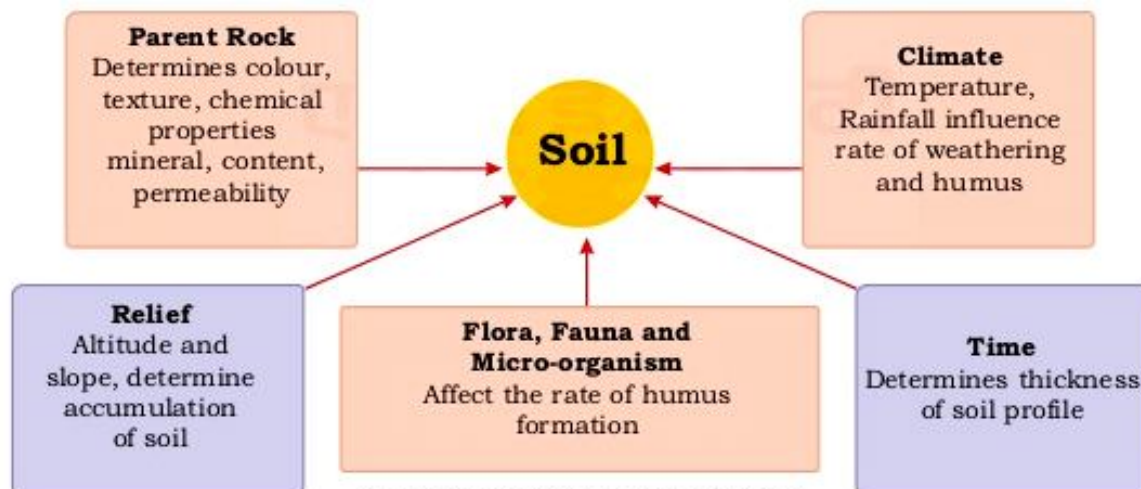 Parent Rock
Determines colour,
texture, chemical
properties
mineral, content,
permeability
Soil
Climate
Temperature,
Rainfall influence
rate of weathering
and humus
Relief
Altitude and
slope, determine
accumulation
of soil
Flora, Fauna and
Micro-organism
Affect the rate of humus
formation
Time
Determines thickness
of soil profile